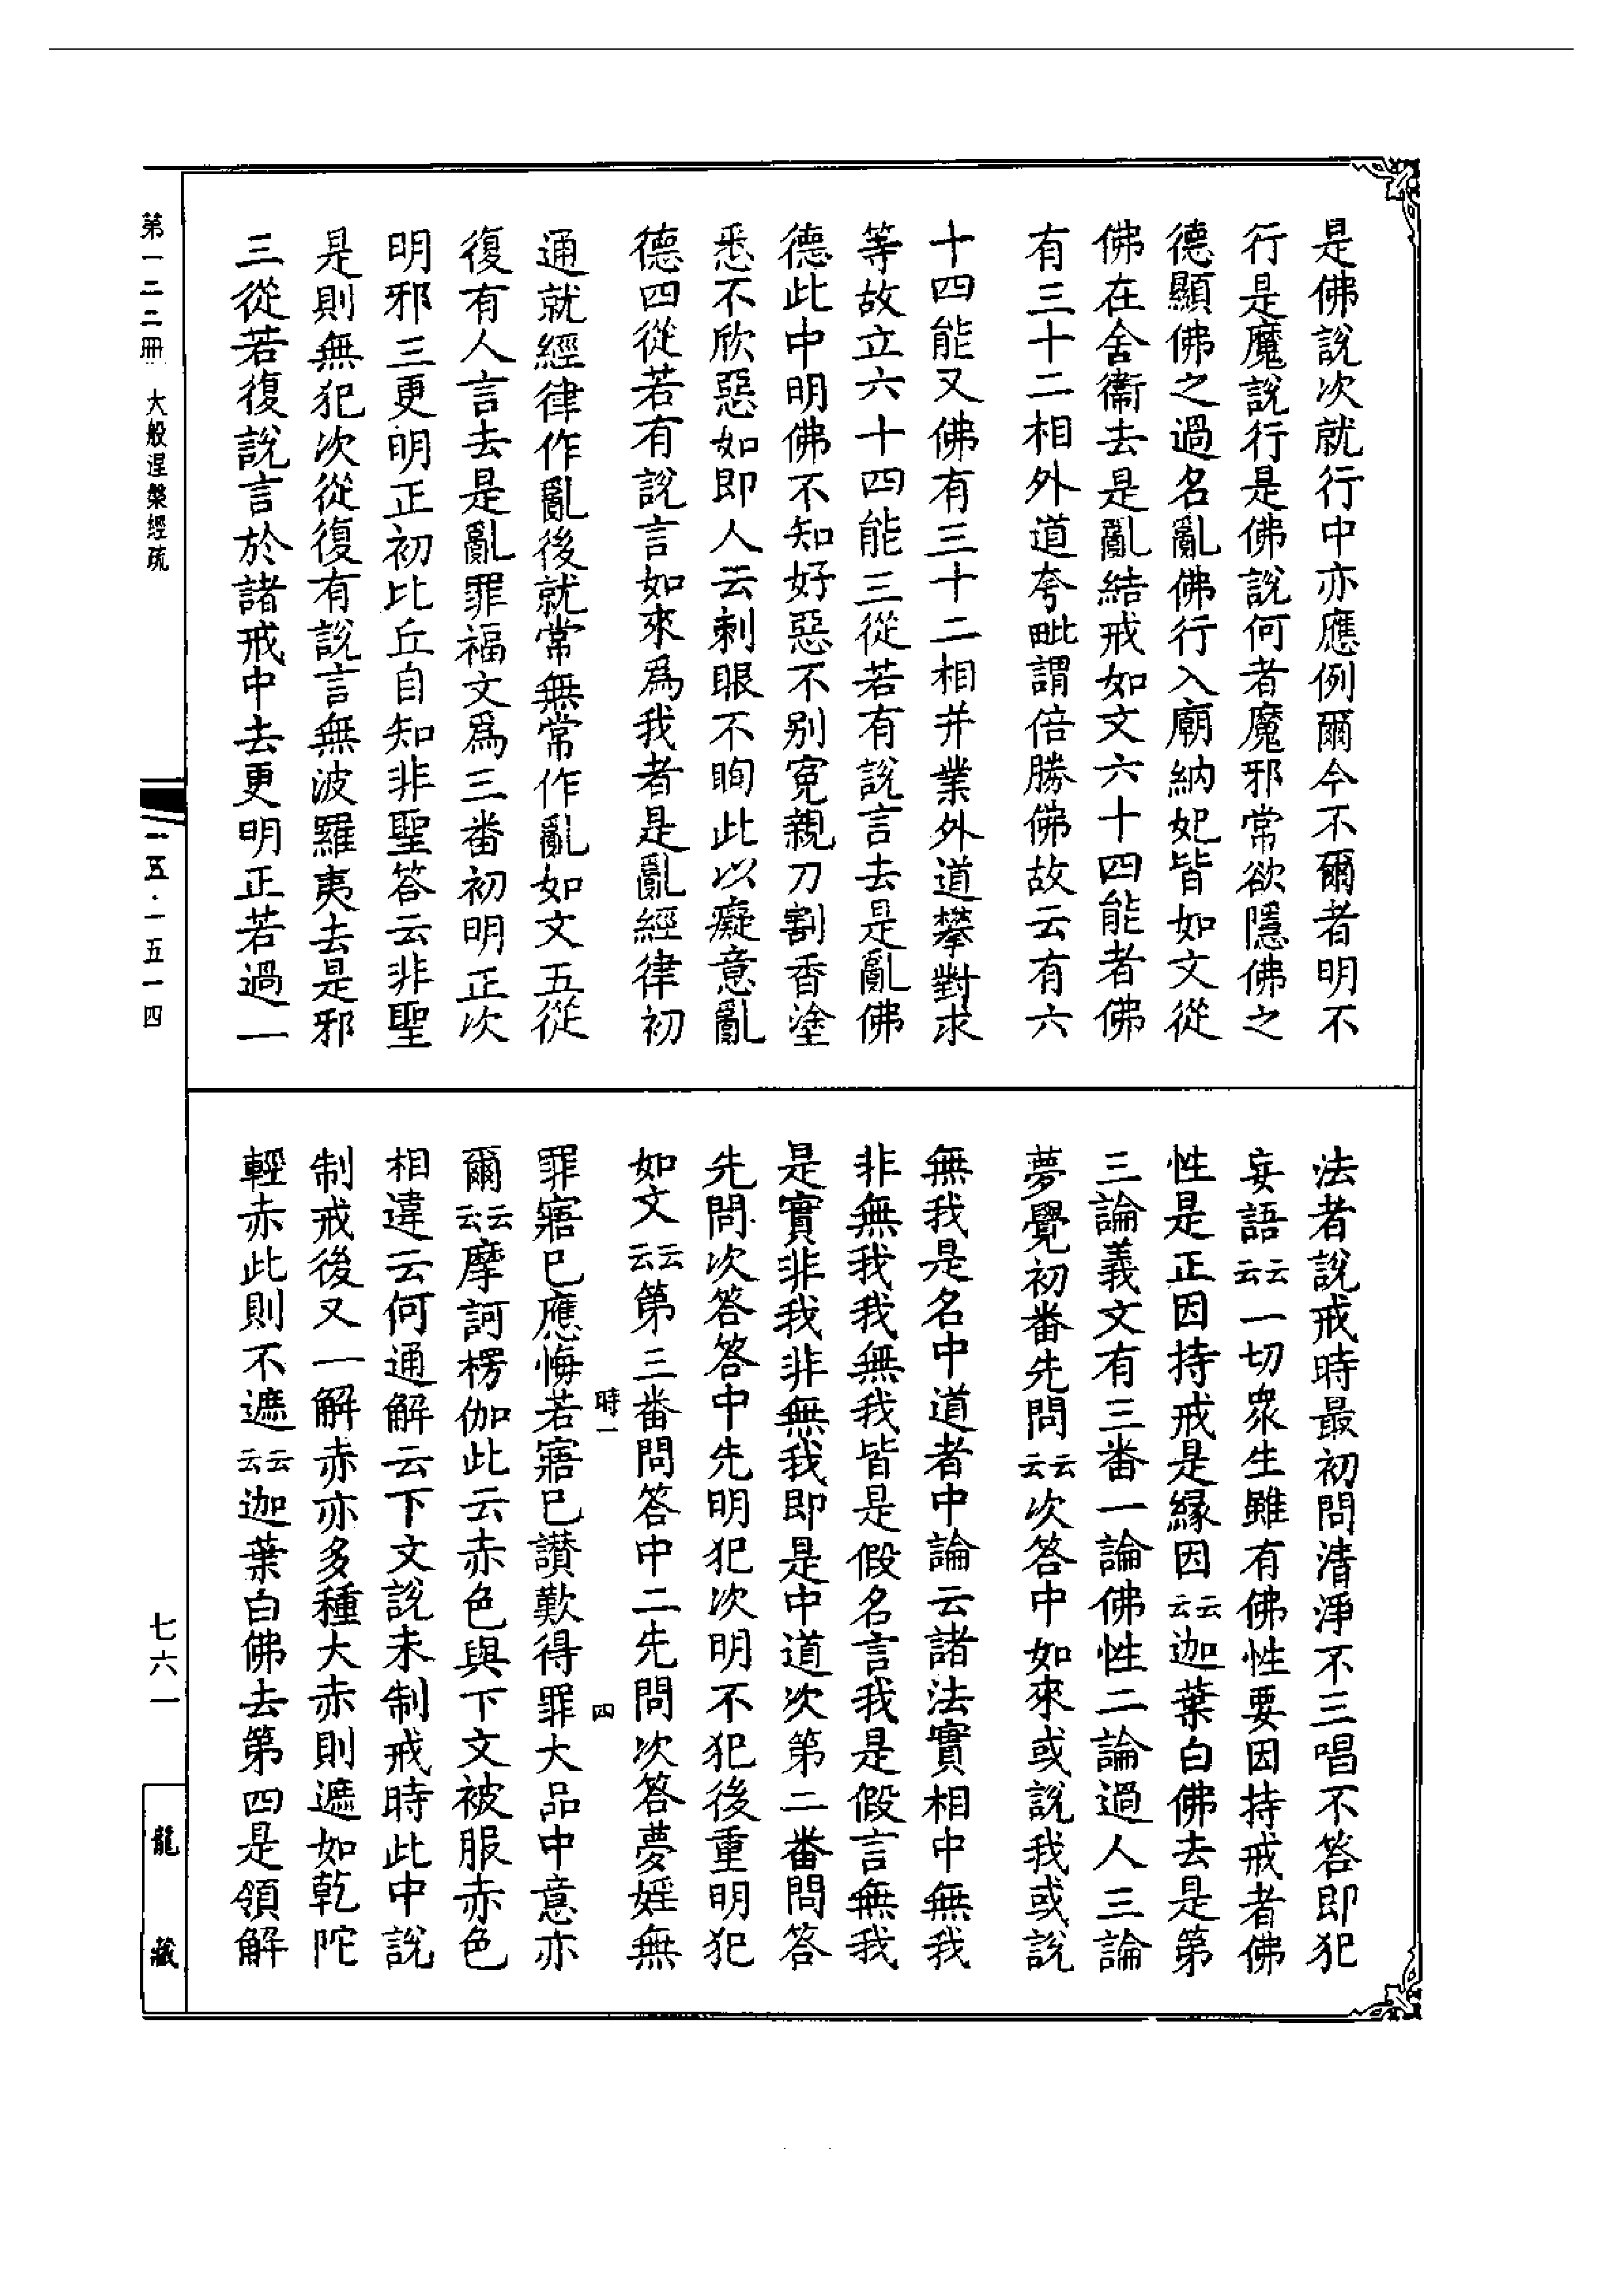 是佛說次就行中亦應例爾今不爾者明不
行是魔說行是佛說何者魔邪常欲隱佛之
德顯佛之過名亂佛行入廟納妃皆如文從
佛在舍衞去是亂結戒如文六十四能者佛
有三十二相外道夸毗謂倍勝佛故云有六
十四能又佛有三十二相并業外道攀對求
等故立六十四能三從若有說言去是亂佛
德此中明佛不知好惡不別寃親刀割香塗
悉不欣惡如即人云刺眼不眴此以癡意亂
德四從若有說言如來爲我者是亂經律初
通就經律作亂後就常無常作亂如文五從
復有人言去是亂罪福文爲三番初明正次
明邪三更明正初比丘自知非聖答云非聖
是則無犯次從復有說言無波羅夷去是邪
三從若復說言於諸戒中去更明正若過一
法者說戒時最初問清淨不三唱不答即犯
妄語云云一切衆生雖有佛性要因持戒者佛
性是正因持戒是緣因云云迦葉白佛去是第
三論義文有三番一論佛性二論過人三論
夢覺初番先問云云次答中如來或說我或說
無我是名中道者中論云諸法實相中無我
非無我我無我皆是假名言我是假言無我
是實非我非無我即是中道次第二番問答
先問次答答中先明犯次明不犯後重明犯
如文云云第三番問答中二先問次答夢婬無
時一
四
罪寤已應悔若寤已讚歎得罪大品中意亦
爾云云摩訶楞伽此云赤色與下文被服赤色
相違云何通解云下文說未制戒時此中說
制戒後又一解赤亦多種大赤則遮如乾陀
輕赤此則不遮云云迦葉白佛去第四是領解
第一二二冊
大般涅槃經疏
一五·一五一四
七六一
龍藏